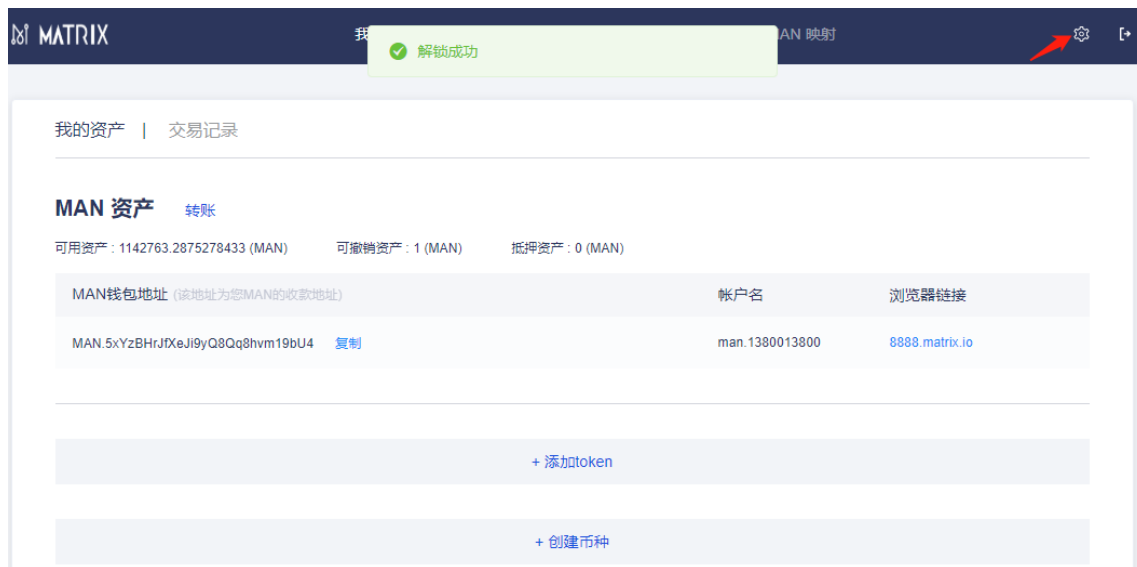 MATRIX
我
解锁成功
AN 映射
我的资产 | 交易记录
MAN 资产 转账
可用资产 : 1142763.2875278433 (MAN) 可撤销资产 : 1 (MAN) 抵押资产 : 0 (MAN)
MAN钱包地址 (该地址为您MAN的收款地址) 帐户名 浏览器链接
MAN.5xYzBHrJfXeJi9yQ8Qq8hvm19bU4 复制 man.1380013800 8888.matrix.io
+ 添加token
+ 创建币种